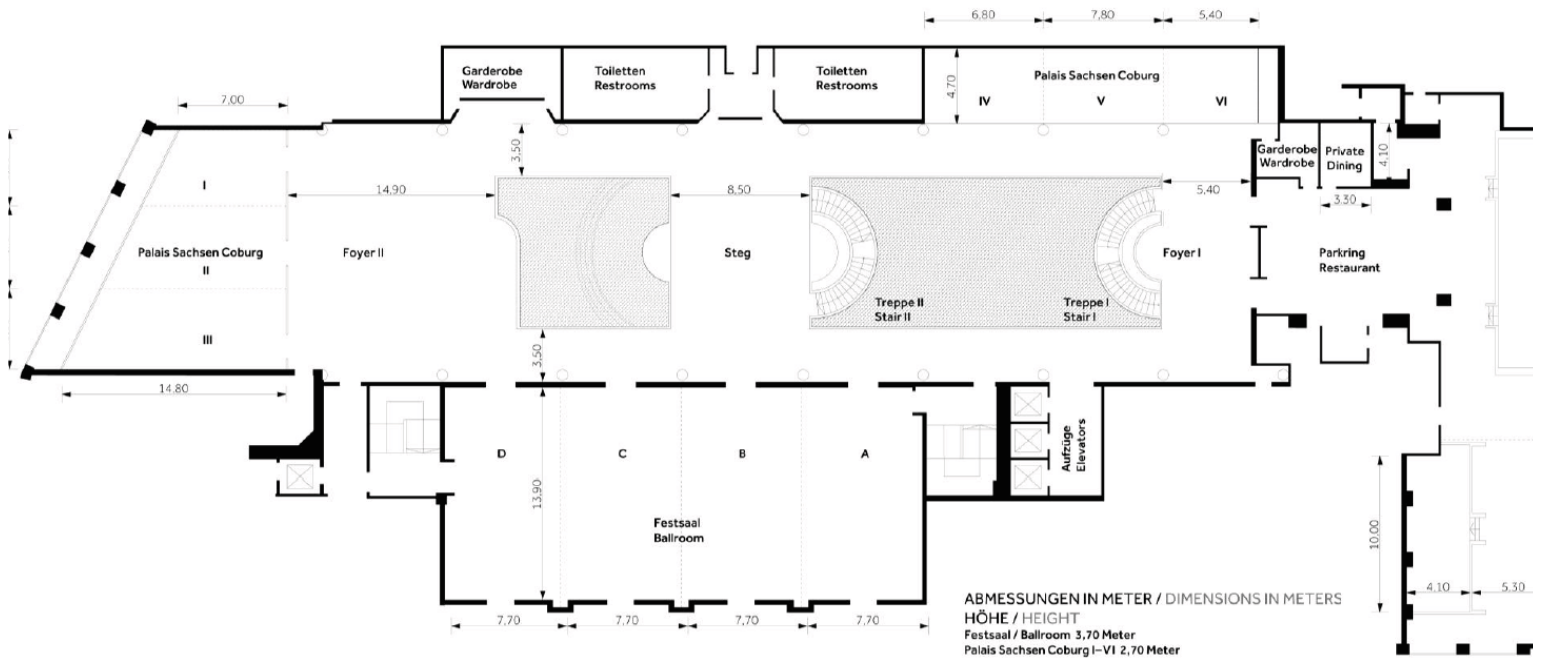 6,80
7,80
5,40
Garderobe
Wardrobe
Toiletten
Restrooms
Toiletten
Restrooms
Palais Sachsen Coburg
IV
V
VI
4,70
7,00
3,50
Garderobe
Wardrobe
Private
Dining
4,10
I
14,90
8,50
5,40
3,30
Palais Sachsen Coburg
II
Foyer II
Steg
Foyer I
Parkring
Restaurant
Treppe II
Stair II
Treppe I
Stair I
III
3,50
14.80
D
C
B
A
Aufzüge
Elevators
13,90
Festsaal
Ballroom
10,00
4,10
5,30
7,70
7,70
7,70
7,70
ABMESSUNGEN IN METER / DIMENSIONS IN METERS
HÖHE / HEIGHT
Festsaal / Ballroom 3,70 Meter
Palais Sachsen Coburg I–VI 2,70 Meter